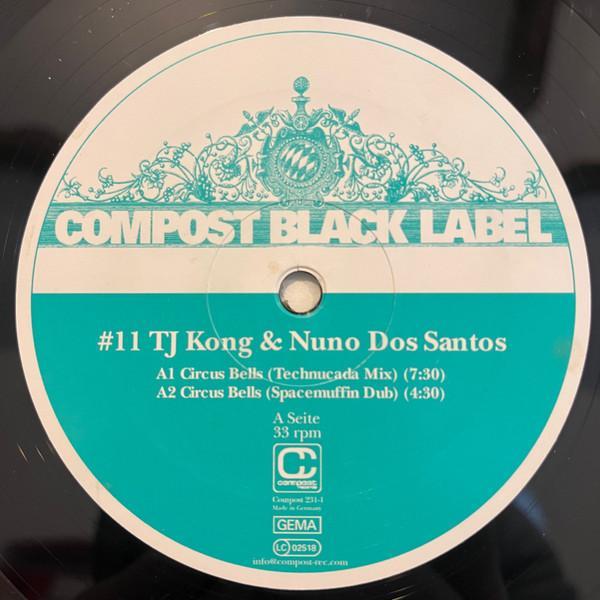 COMPOST BLACK LABEL
#11 TJ Kong & Nuno Dos Santos
A1 Circus Bells (Technucada Mix) (7:30)
A2 Circus Bells (Spacemuffin Dub) (4:30)
A Seite
33 rpm
compost
records
Compost 231-1
Made in Germany
GEMA
LC 02518
info@compost-rec.com